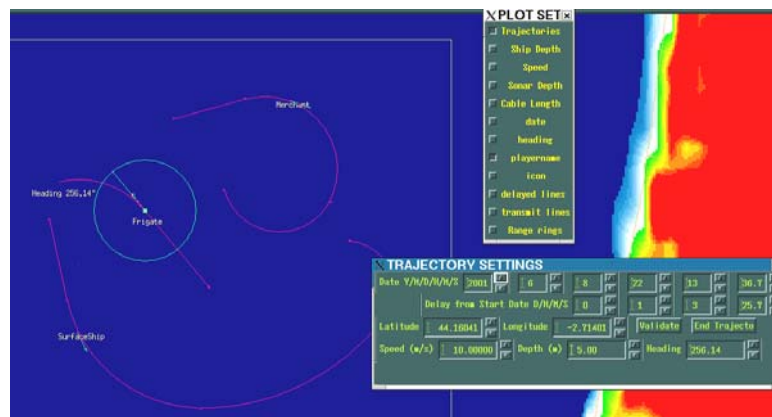 PLOT SET
Trajectories
Ship Depth
Speed
Sonar Depth
Cable Length
date
heading
playername
icon
delayed lines
transmit lines
Range rings
Merchant
Heading 256.14°
Frigate
SurfaceShip
TRAJECTORY SETTINGS
Date Y/M/D/H/M/S 2001 6 8 22 13 36.7
Delay from Start Date D/H/M/S 0 1 3 25.7
Latitude 44.16041 Longitude -2.71401 Validate End Trajecto
Speed (m/s) 10.00000 Depth (m) 5.00 Heading 256.14